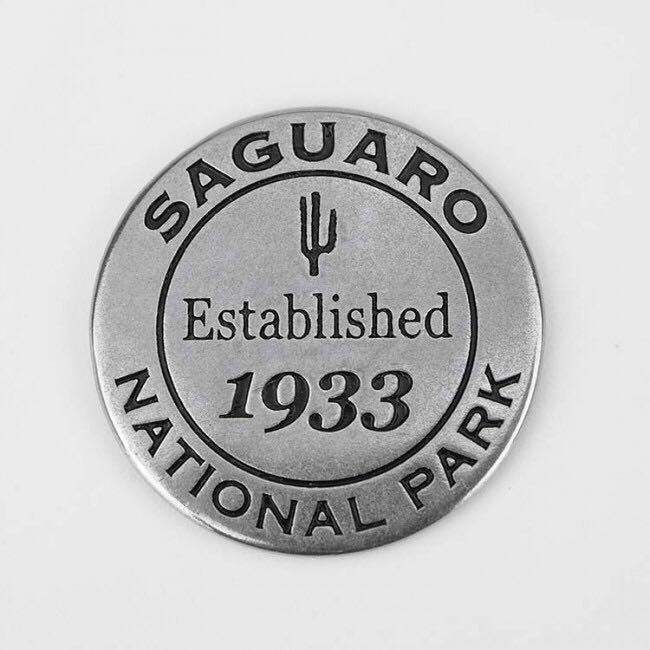 SAGUARO
Established
1933
NATIONAL PARK